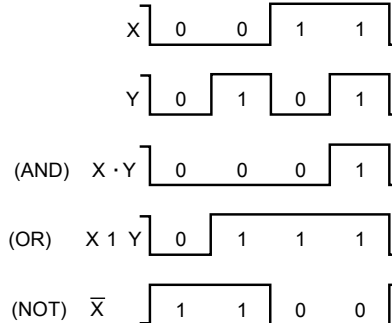 X 0 0 1 1
Y 0 1 0 1
(AND) X · Y 0 0 0 1
(OR) X 1 Y 0 1 1 1
(NOT) X̅ 1 1 0 0